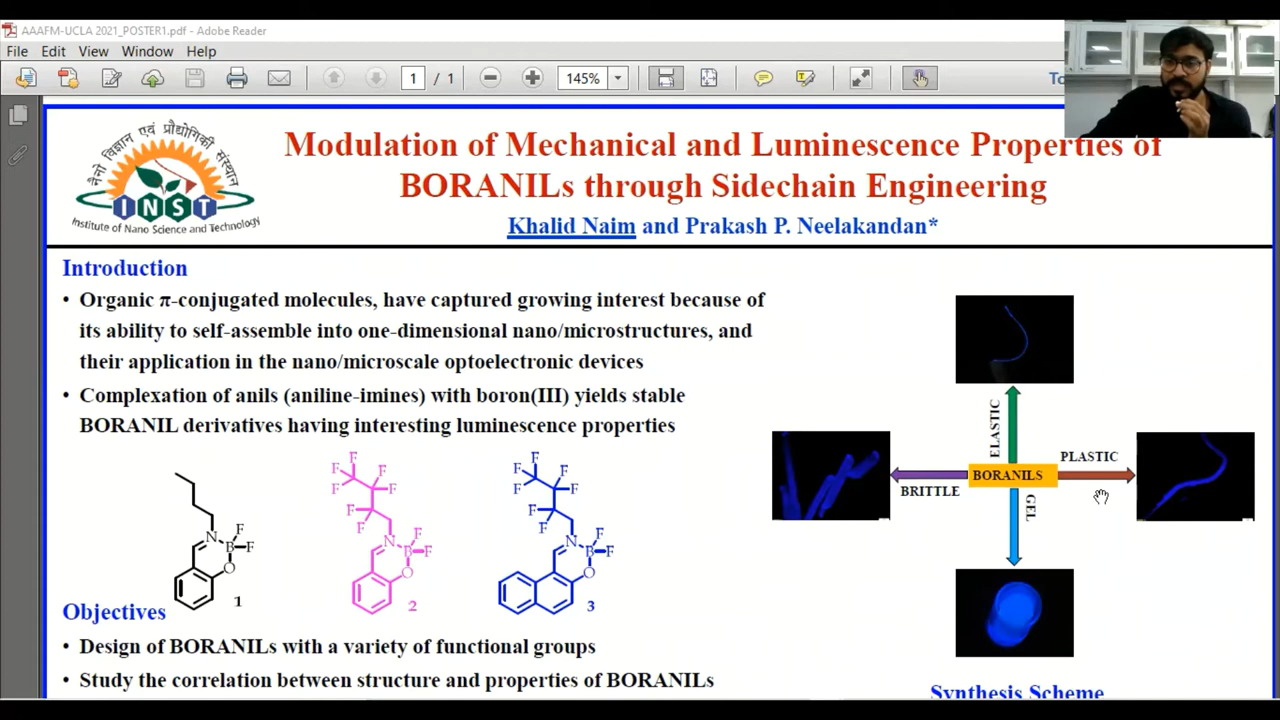 AAAFM-UCLA 2021_POSTER1.pdf - Adobe Reader
File Edit View Window Help
1 / 1 145% To
नैनो विज्ञान एवं प्रौद्योगिकी संस्थान
INST
Institute of Nano Science and Technology
Modulation of Mechanical and Luminescence Properties of
BORANILs through Sidechain Engineering
Khalid Naim and Prakash P. Neelakandan*
Introduction
• Organic π-conjugated molecules, have captured growing interest because of
its ability to self-assemble into one-dimensional nano/microstructures, and
their application in the nano/microscale optoelectronic devices
• Complexation of anils (aniline-imines) with boron(III) yields stable
BORANIL derivatives having interesting luminescence properties
N B F F O
1
F F F F F F F N B F F O
2
F F F F F F F N B F F O
3
ELASTIC
PLASTIC
BORANILS
BRITTLE
GEL
Objectives
• Design of BORANILs with a variety of functional groups
• Study the correlation between structure and properties of BORANILs
Synthesis Scheme